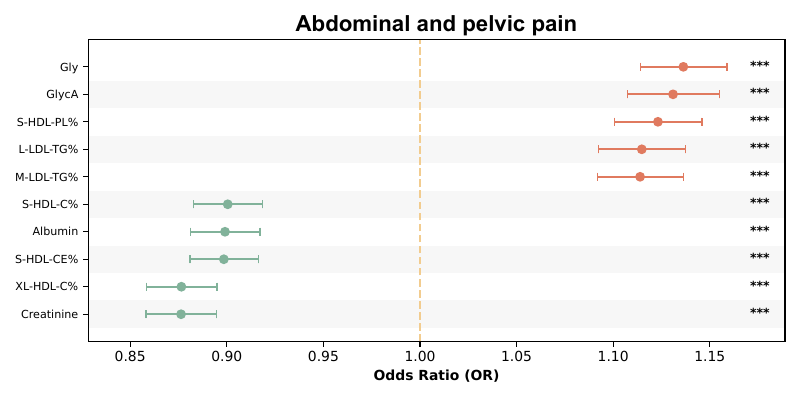 Abdominal and pelvic pain
Gly ***
GlycA ***
S-HDL-PL% ***
L-LDL-TG% ***
M-LDL-TG% ***
S-HDL-C% ***
Albumin ***
S-HDL-CE% ***
XL-HDL-C% ***
Creatinine ***
0.85 0.90 0.95 1.00 1.05 1.10 1.15
Odds Ratio (OR)